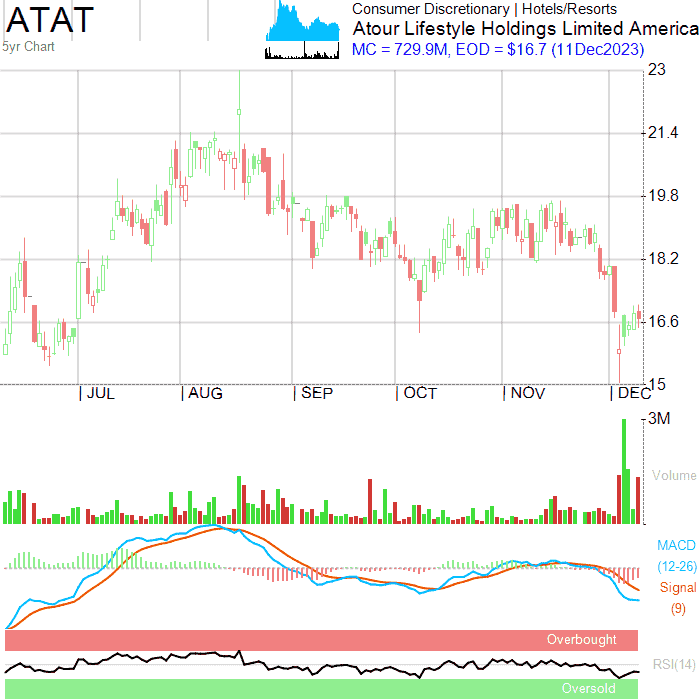 ATAT
5yr Chart
Consumer Discretionary | Hotels/Resorts
Atour Lifestyle Holdings Limited America
MC = 729.9M, EOD = $16.7 (11Dec2023)
23
21.4
19.8
18.2
16.6
15
| JUL | AUG | SEP | OCT | NOV | DEC
3M
Volume
MACD
(12-26)
Signal
(9)
Overbought
RSI(14)
Oversold